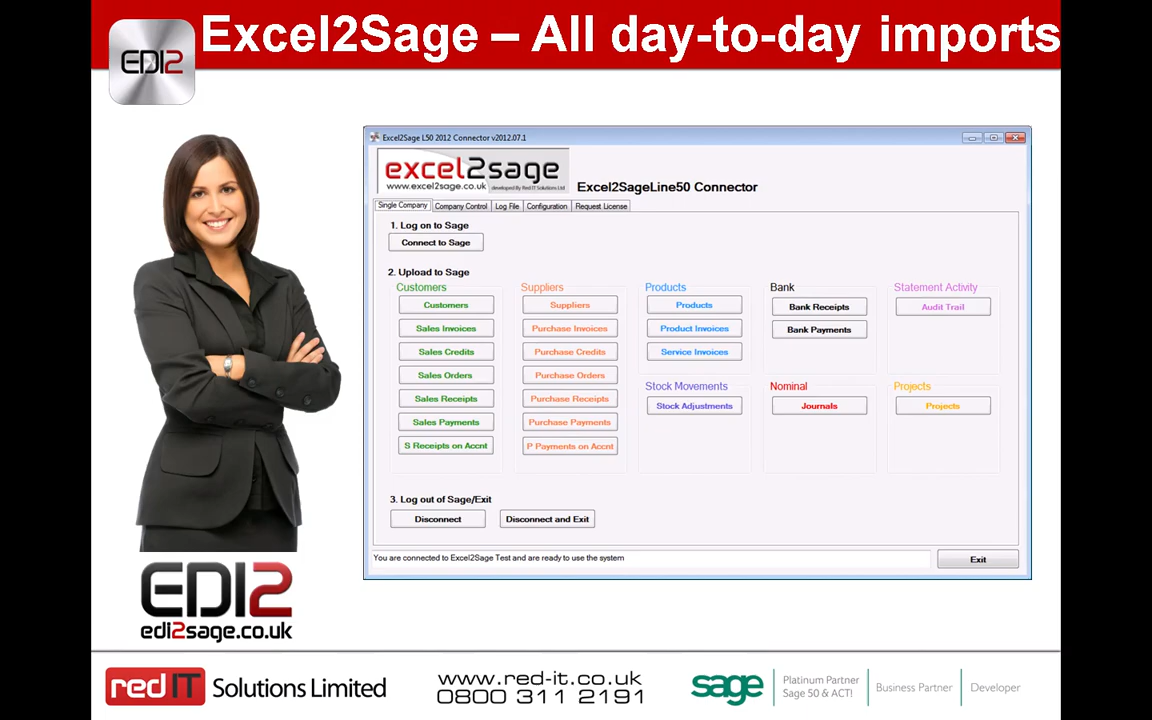 EDI2
Excel2Sage – All day-to-day imports
Excel2Sage L50 2012 Connector v2012.07.1
excel2sage
www.excel2sage.co.uk developed By Red IT Solutions Ltd
Excel2SageLine50 Connector
Single Company Company Control Log File Configuration Request License
1. Log on to Sage
Connect to Sage
2. Upload to Sage
Customers
Customers
Sales Invoices
Sales Credits
Sales Orders
Sales Receipts
Sales Payments
S Receipts on Accnt
Suppliers
Suppliers
Purchase Invoices
Purchase Credits
Purchase Orders
Purchase Receipts
Purchase Payments
P Payments on Accnt
Products
Products
Product Invoices
Service Invoices
Stock Movements
Stock Adjustments
Bank
Bank Receipts
Bank Payments
Nominal
Journals
Statement Activity
Audit Trail
Projects
Projects
3. Log out of Sage/Exit
Disconnect Disconnect and Exit
You are connected to Excel2Sage Test and are ready to use the system
Exit
EDI2
edi2sage.co.uk
red IT Solutions Limited
www.red-it.co.uk
0800 311 2191
sage
Platinum Partner
Sage 50 & ACT!
Business Partner
Developer